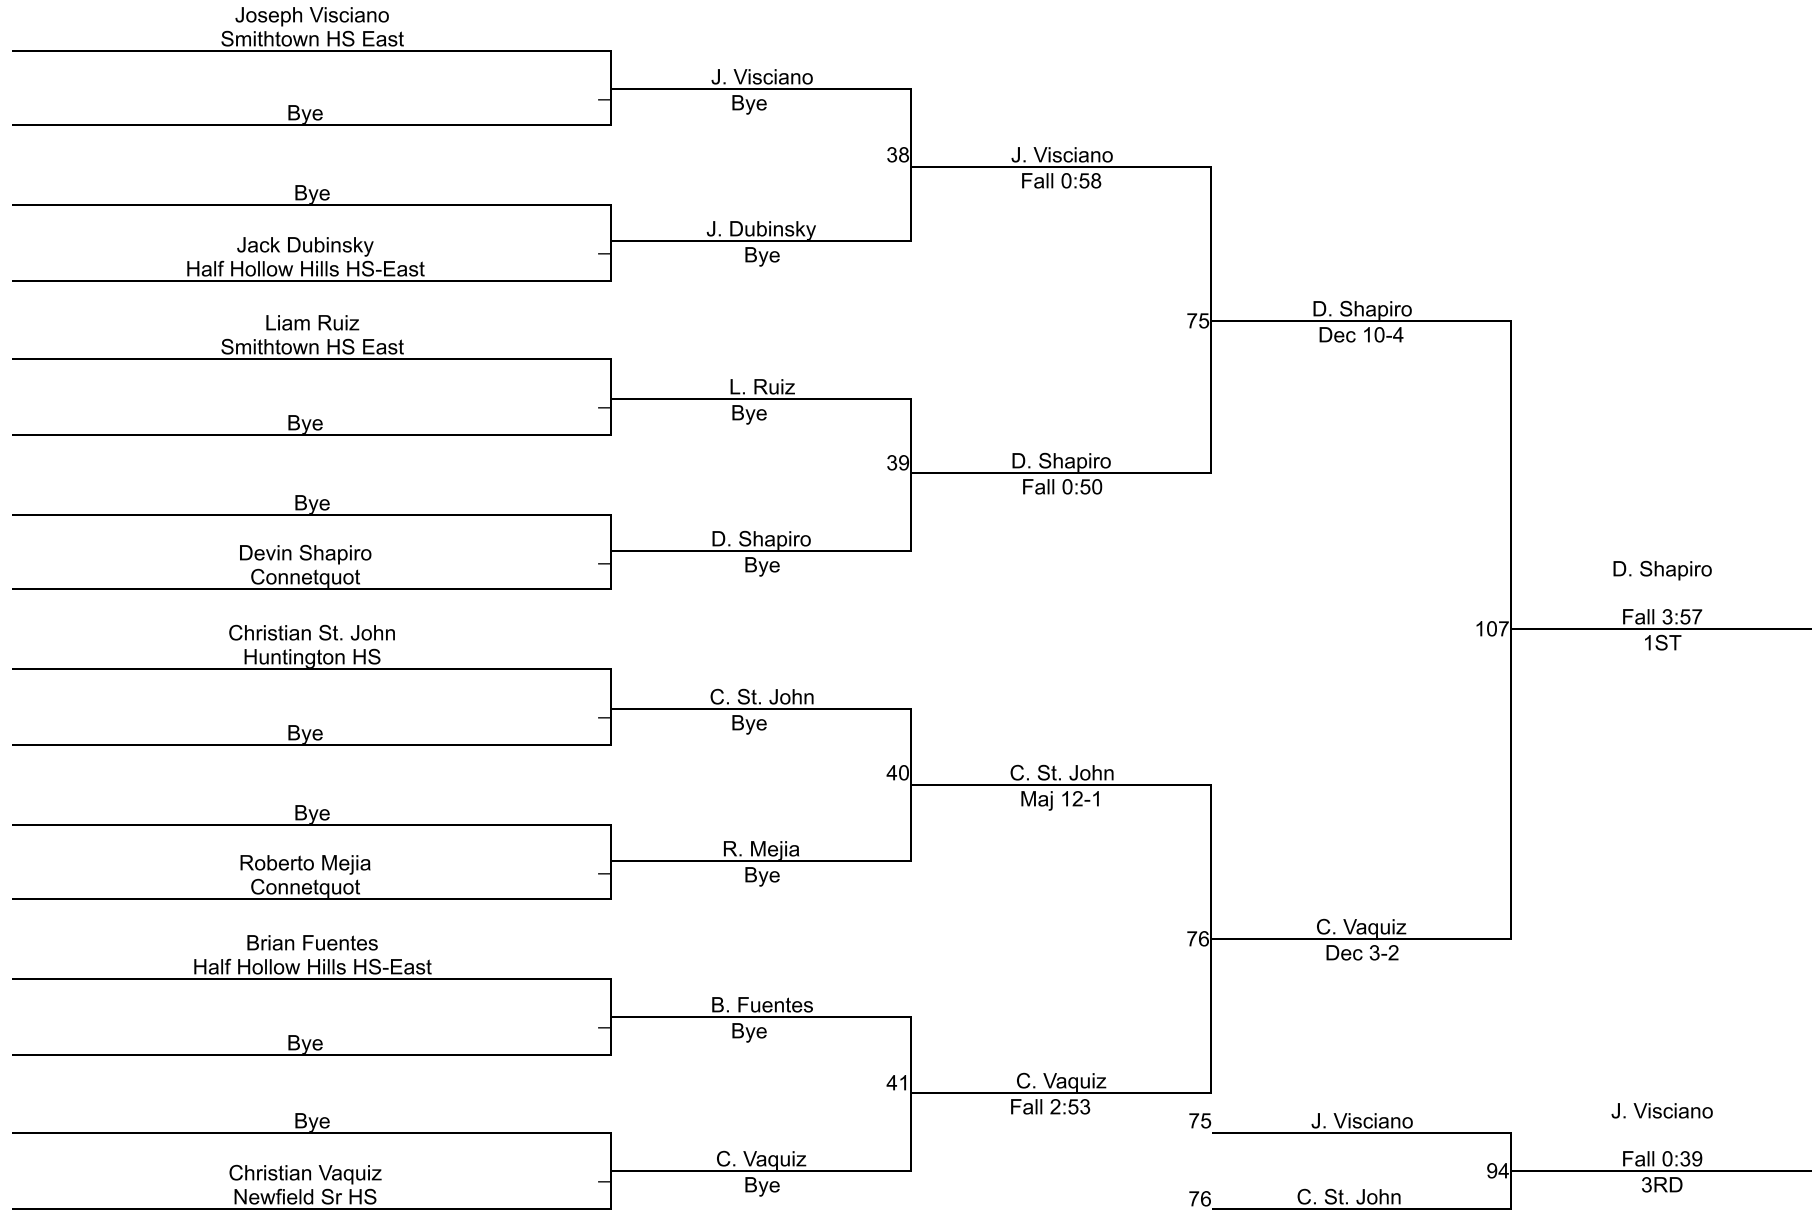 Joseph Visciano
Smithtown HS East
Bye
J. Visciano
Bye
Bye
Jack Dubinsky
Half Hollow Hills HS-East
J. Dubinsky
Bye
38
J. Visciano
Fall 0:58
Liam Ruiz
Smithtown HS East
Bye
L. Ruiz
Bye
Bye
Devin Shapiro
Connetquot
D. Shapiro
Bye
39
D. Shapiro
Fall 0:50
75
D. Shapiro
Dec 10-4
Christian St. John
Huntington HS
Bye
C. St. John
Bye
Bye
Roberto Mejia
Connetquot
R. Mejia
Bye
40
C. St. John
Maj 12-1
Brian Fuentes
Half Hollow Hills HS-East
Bye
B. Fuentes
Bye
Bye
Christian Vaquiz
Newfield Sr HS
C. Vaquiz
Bye
41
C. Vaquiz
Fall 2:53
76
C. Vaquiz
Dec 3-2
107
D. Shapiro
Fall 3:57
1ST
75
J. Visciano
76
C. St. John
94
J. Visciano
Fall 0:39
3RD